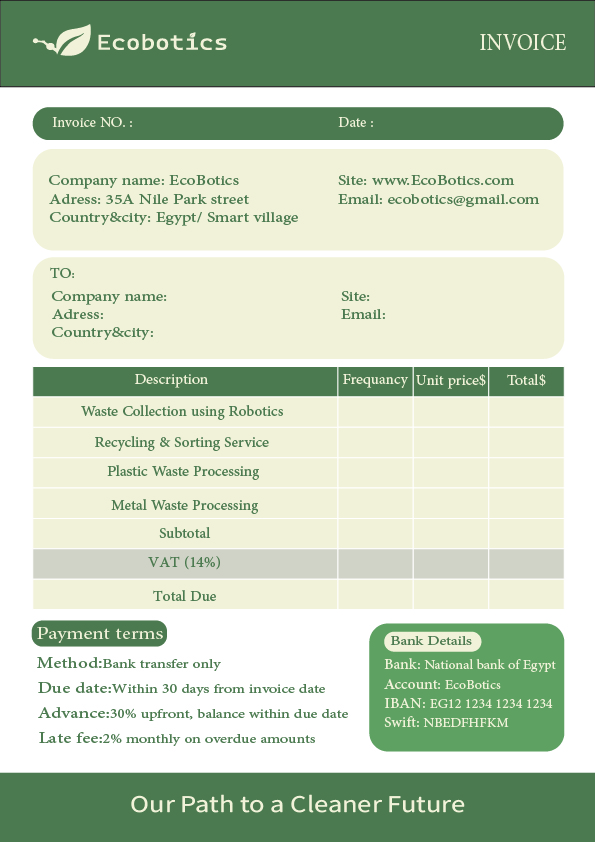 Ecobotics
INVOICE
Invoice NO. : Date :
Company name: EcoBotics Site: www.EcoBotics.com
Adress: 35A Nile Park street Email: ecobotics@gmail.com
Country&city: Egypt/ Smart village
TO:
Company name: Site:
Adress: Email:
Country&city:
Description Frequancy Unit price$ Total$
Waste Collection using Robotics
Recycling & Sorting Service
Plastic Waste Processing
Metal Waste Processing
Subtotal
VAT (14%)
Total Due
Payment terms
Method:Bank transfer only
Due date:Within 30 days from invoice date
Advance:30% upfront, balance within due date
Late fee:2% monthly on overdue amounts
Bank Details
Bank: National bank of Egypt
Account: EcoBotics
IBAN: EG12 1234 1234 1234
Swift: NBEDFHFKM
Our Path to a Cleaner Future